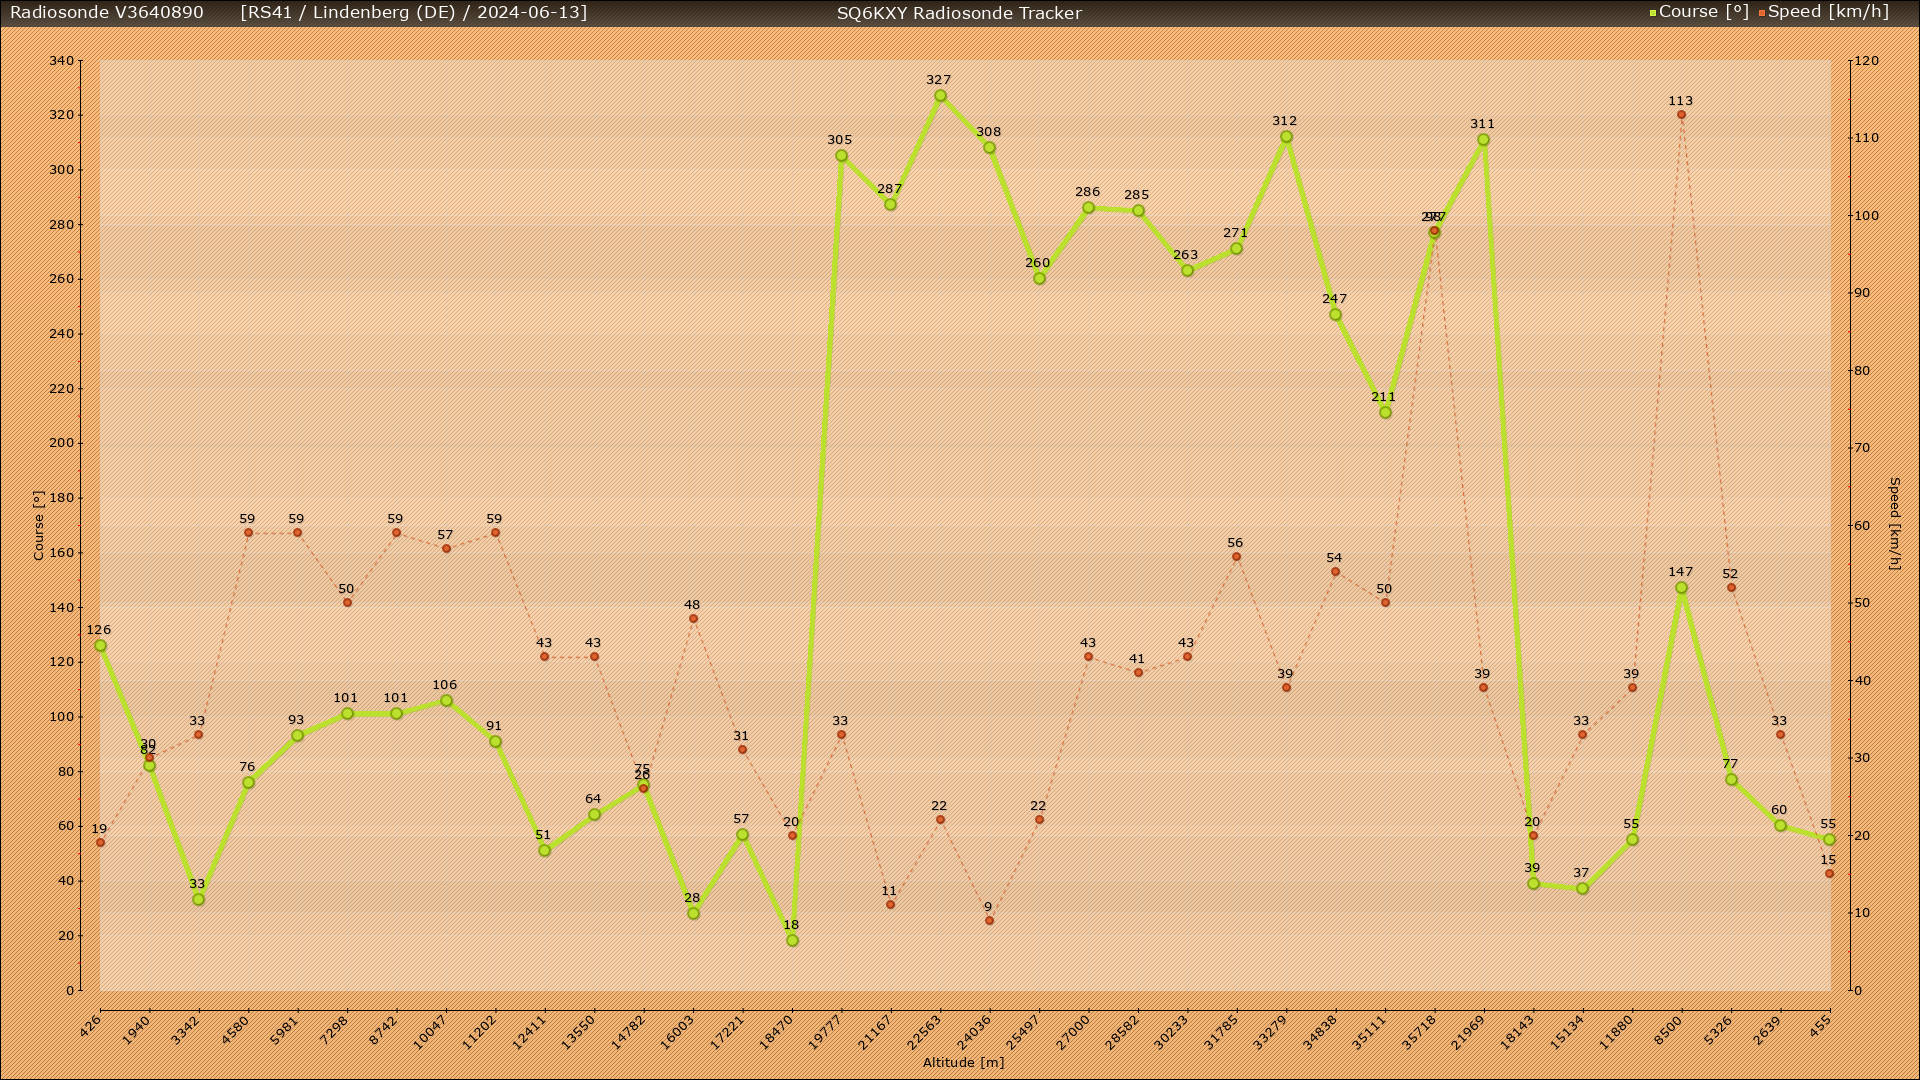 Radiosonde V3640890 [RS41 / Lindenberg (DE) / 2024-06-13] SQ6KXY Radiosonde Tracker Course [°] Speed [km/h]
340 320 300 280 260 240 220 200 180 160 140 120 100 80 60 40 20 0
Course [°]
126 82 33 76 93 101 101 106 91 51 64 75 28 57 18 305 287 327 308 260 286 285 263 271 312 247 211 277 311 39 37 55 147 77 60 55
19 30 33 59 59 50 59 57 59 43 43 26 48 31 20 33 11 22 9 22 43 41 43 56 39 54 50 98 39 20 33 39 113 52 33 15
120 110 100 90 80 70 60 50 40 30 20 10 0
Speed [km/h]
426 1940 3342 4580 5981 7298 8742 10047 11202 12411 13550 14782 16003 17221 18470 19777 21167 22563 24036 25497 27000 28582 30233 31785 33279 34838 35111 35718 21969 18143 15134 11880 8500 5326 2639 455
Altitude [m]